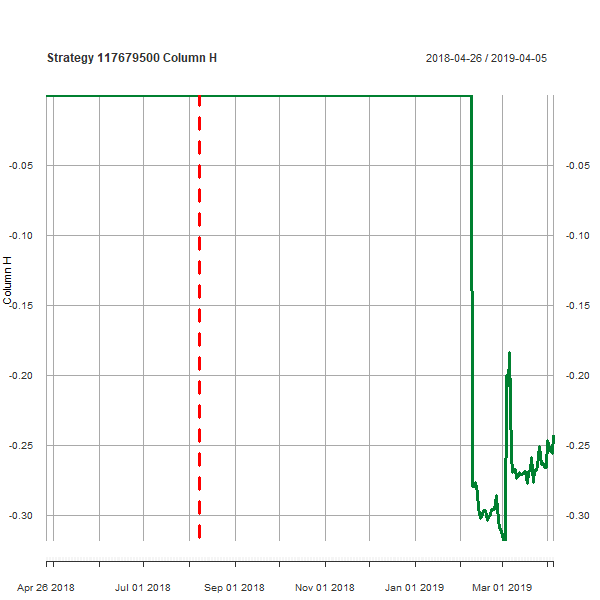 Strategy 117679500 Column H
2018-04-26 / 2019-04-05
-0.05
-0.05
-0.10
-0.10
-0.15
-0.15
-0.20
-0.20
-0.25
-0.25
-0.30
-0.30
Column H
Apr 26 2018
Jul 01 2018
Sep 01 2018
Nov 01 2018
Jan 01 2019
Mar 01 2019